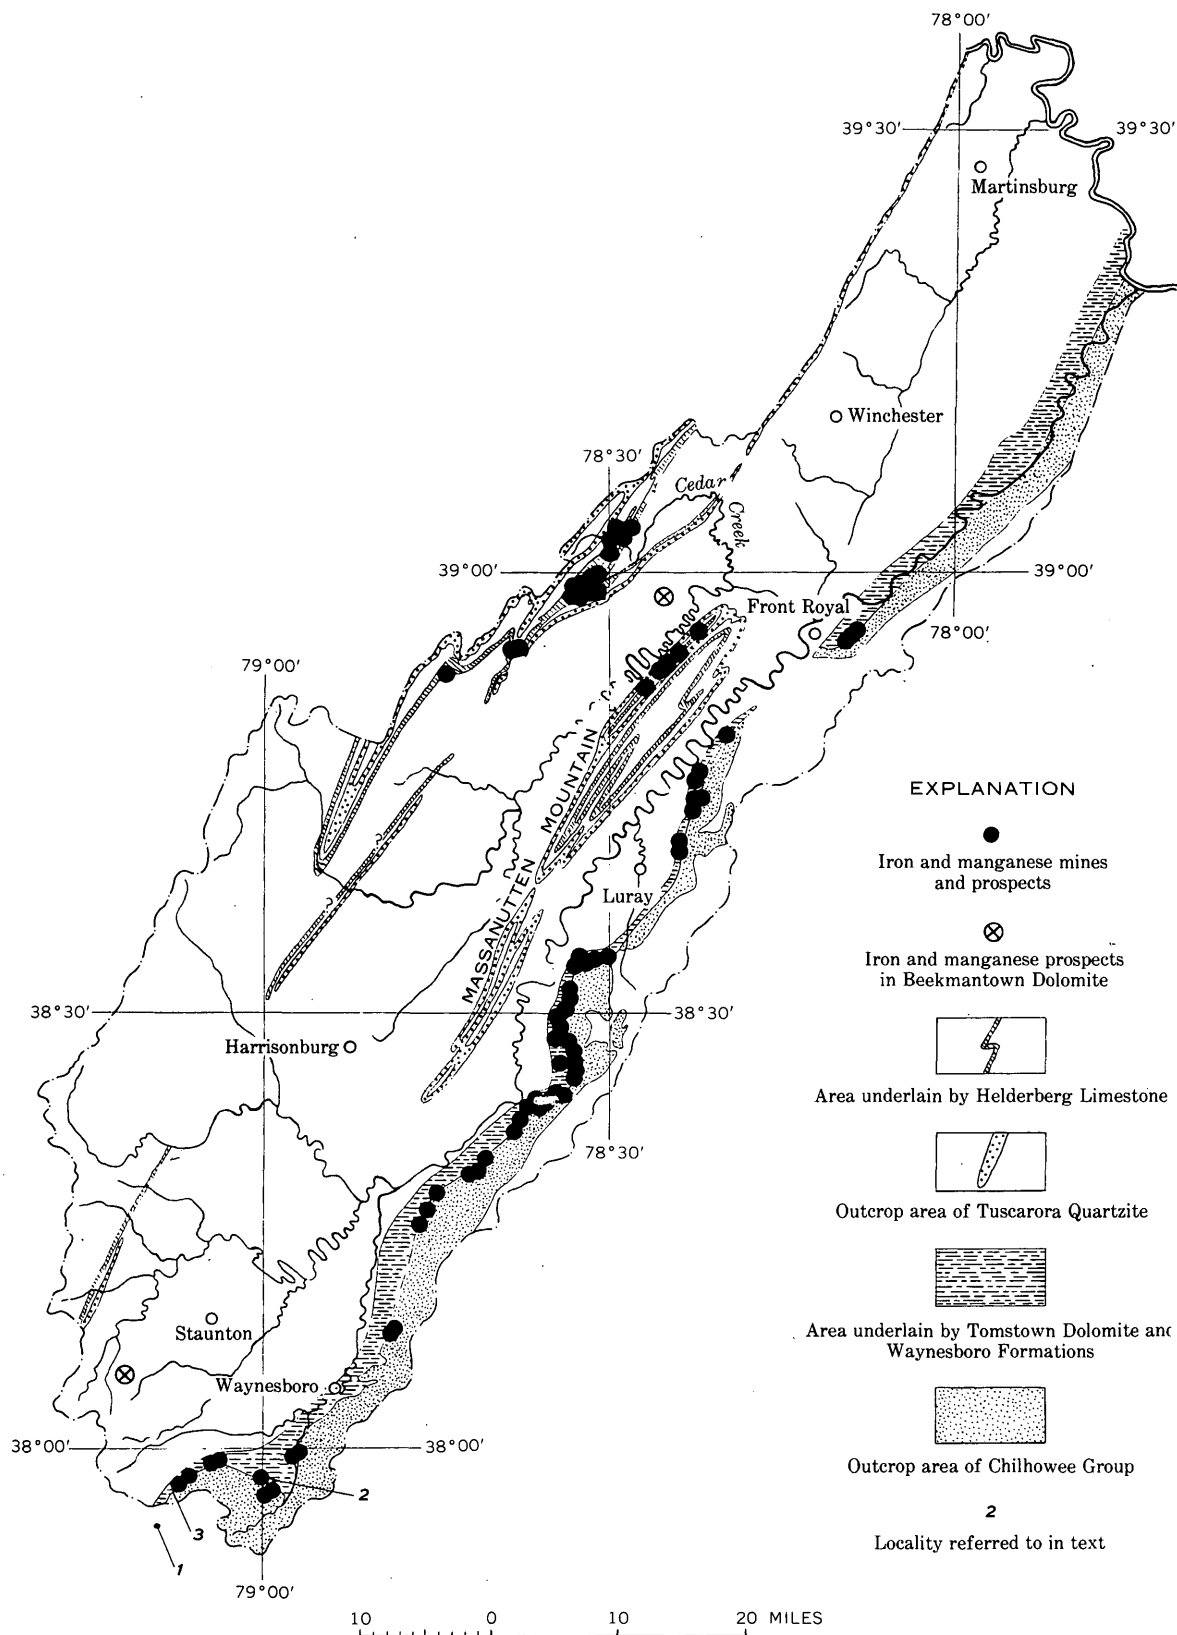 78°00′
39°30′
39°30′
Martinsburg
Winchester
78°30′
Cedar
Creek
39°00′
39°00′
Front Royal
78°00′
79°00′
MASSANUTTEN MOUNTAIN
Luray
38°30′
38°30′
Harrisonburg
78°30′
Staunton
Waynesboro
38°00′
38°00′
2
3
1
79°00′
?
?
EXPLANATION
Iron and manganese mines
and prospects
Iron and manganese prospects
in Beekmantown Dolomite
Area underlain by Helderberg Limestone
Outcrop area of Tuscarora Quartzite
Area underlain by Tomstown Dolomite and
Waynesboro Formations
Outcrop area of Chilhowee Group
2
Locality referred to in text
10 0 10 20 MILES